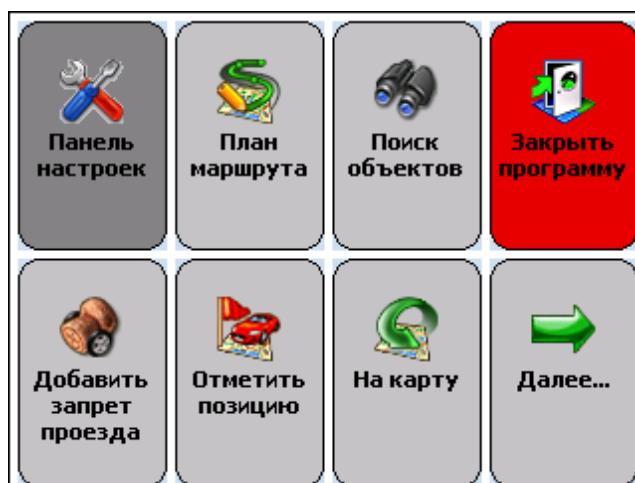 Панель
настроек
План
маршрута
Поиск
объектов
Закрыть
программу
Добавить
запрет
проезда
Отметить
позицию
На карту
Далее...